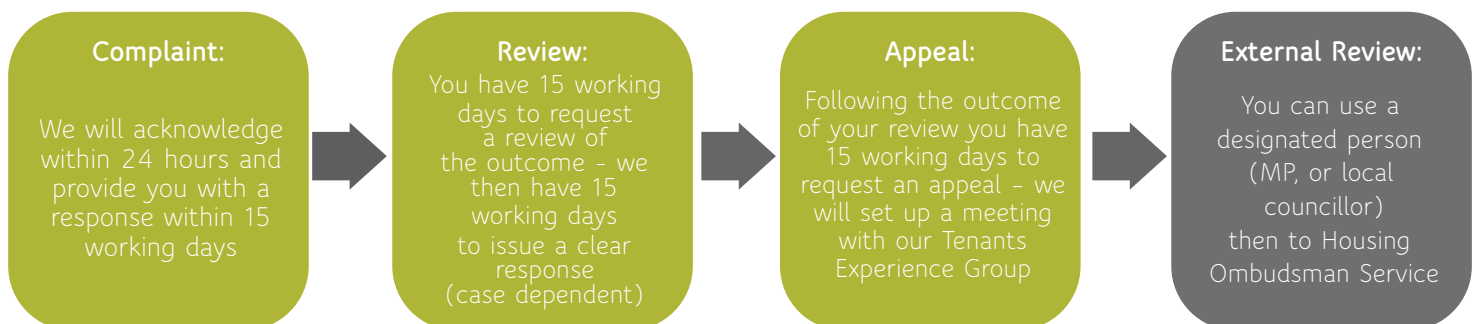 Complaint:
We will acknowledge
within 24 hours and
provide you with a
response within 15
working days
Review:
You have 15 working
days to request
a review of
the outcome - we
then have 15
working days
to issue a clear
response
(case dependent)
Appeal:
Following the outcome
of your review you have
15 working days to
request an appeal - we
will set up a meeting
with our Tenants
Experience Group
External Review:
You can use a
designated person
(MP, or local
councillor)
then to Housing
Ombudsman Service